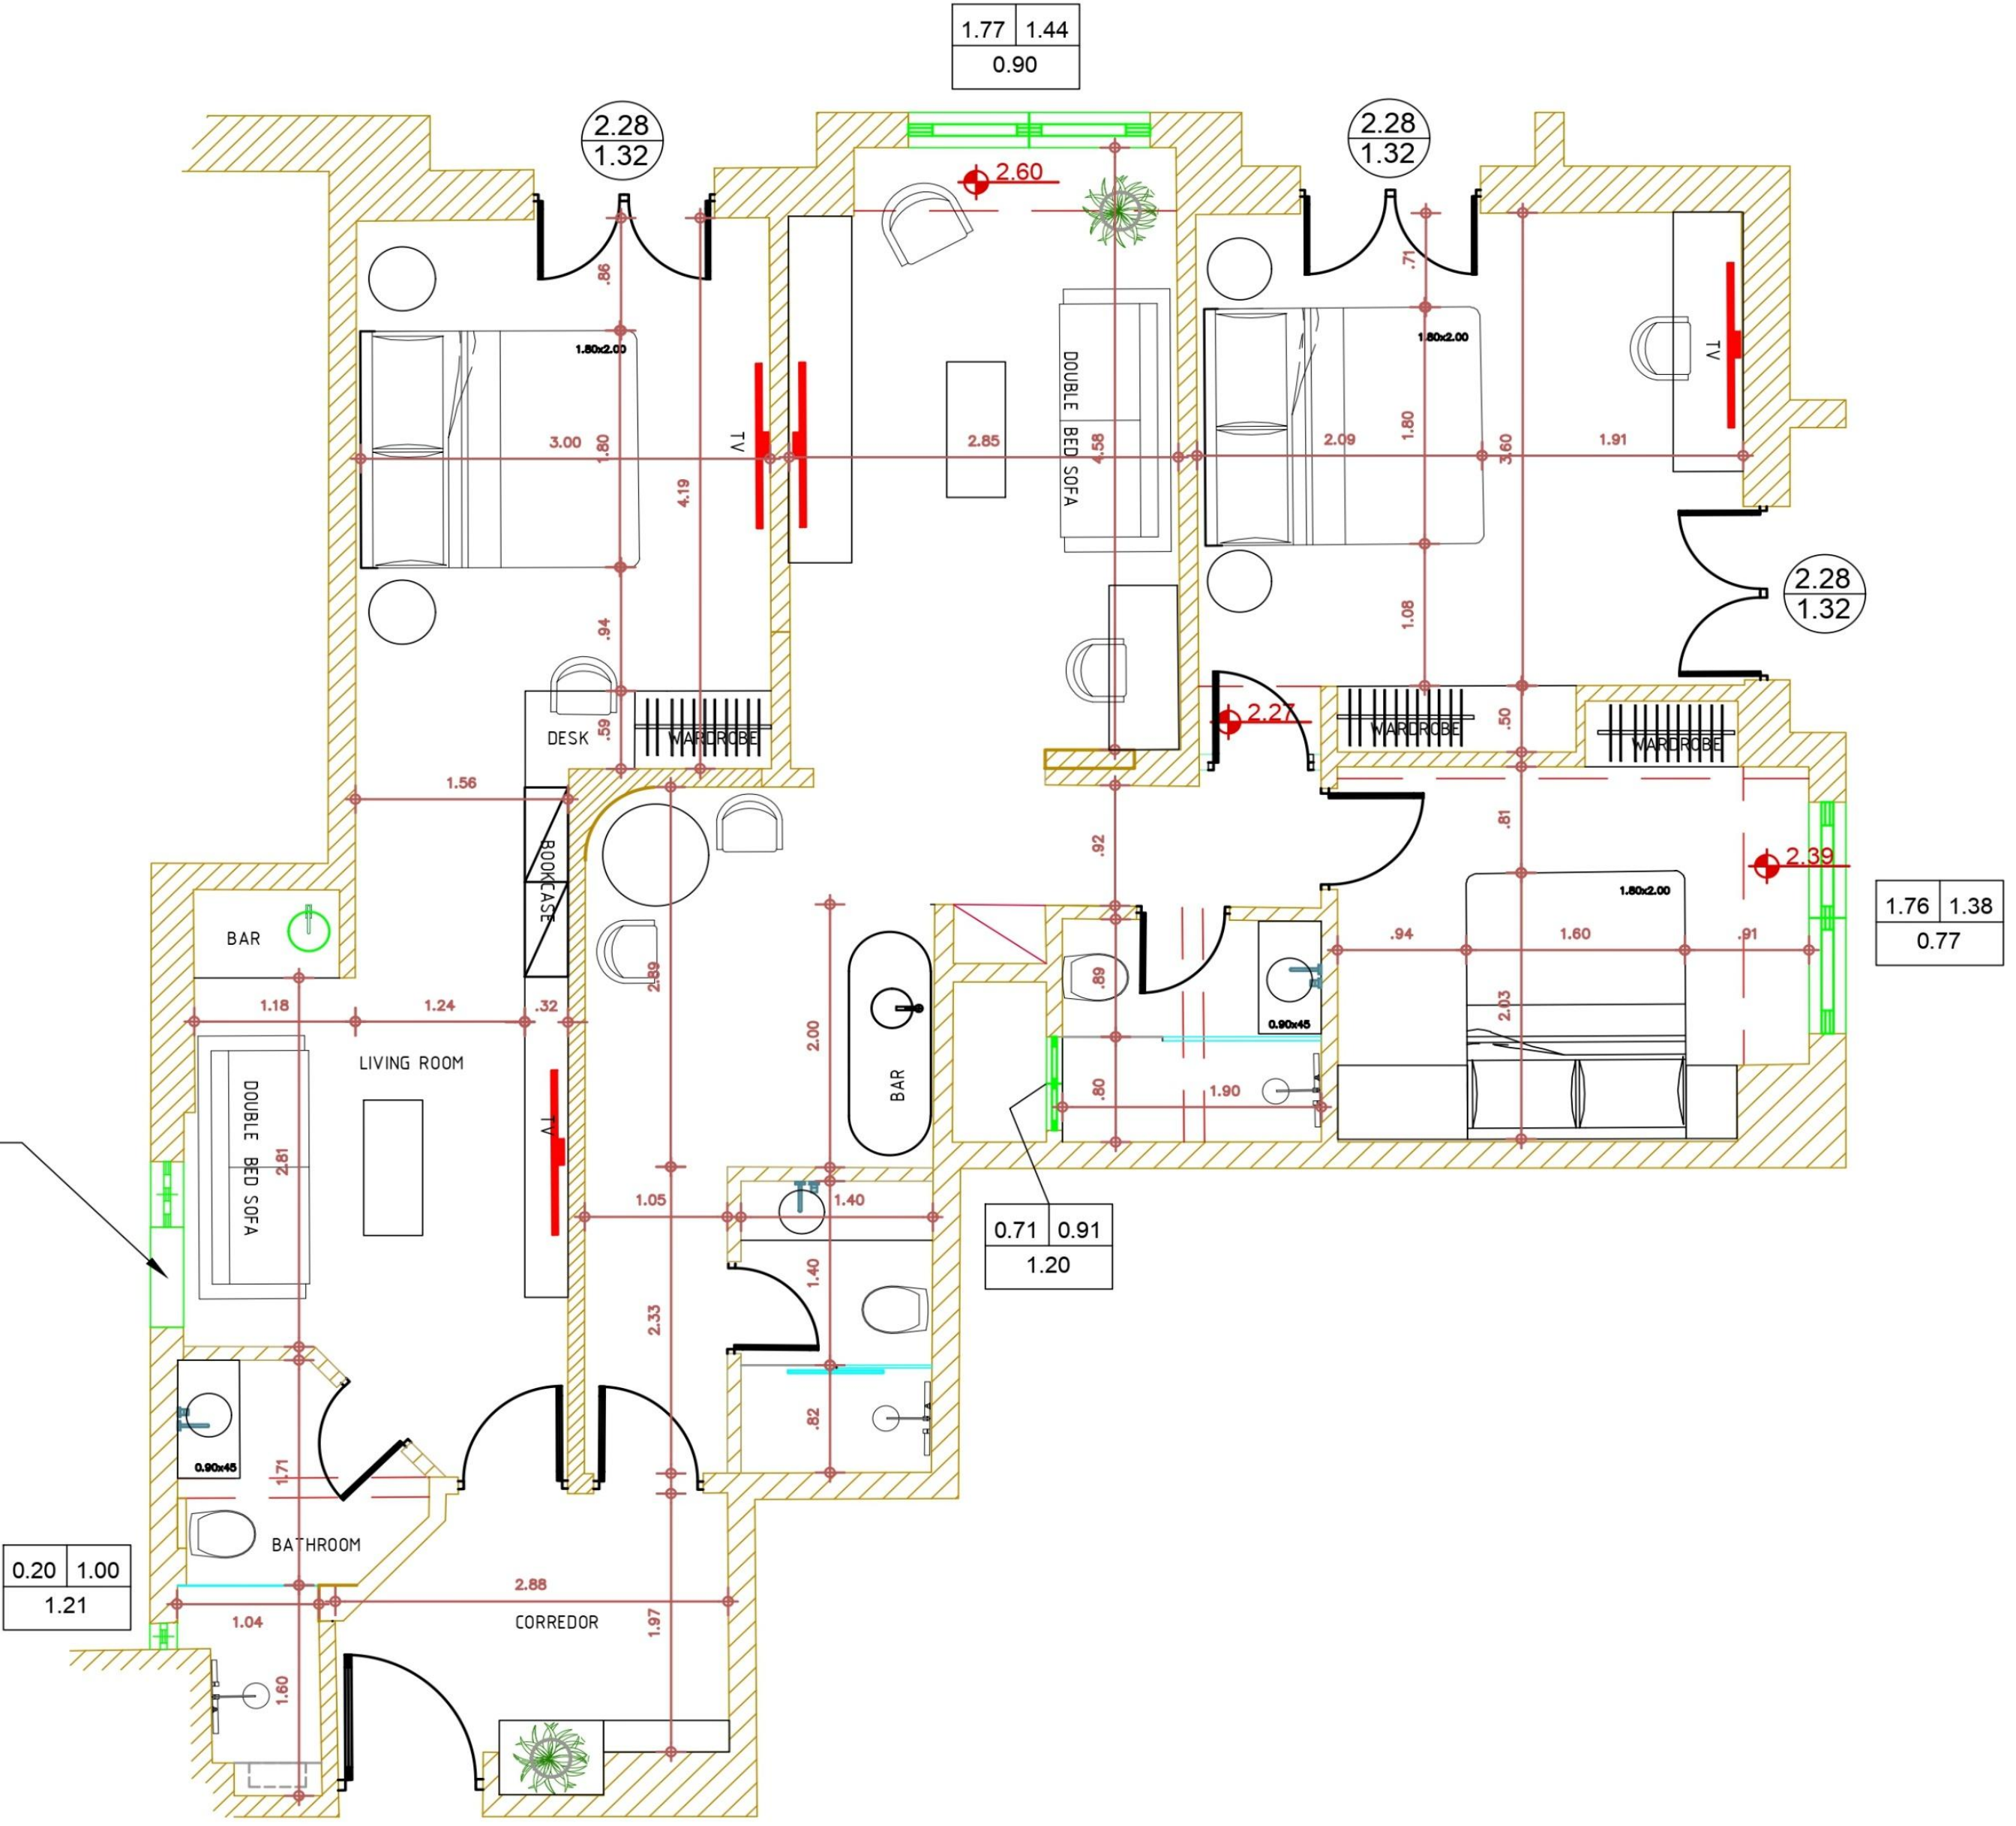 1.77 1.44
0.90
2.28
1.32
2.28
1.32
2.60
.86
.71
1.80x2.00
1.80x2.00
TV
TV
DOUBLE BED SOFA
3.00
1.80
2.85
4.58
2.09
1.80
3.60
1.91
4.19
2.28
1.32
.94
1.08
.59
DESK
WARDROBE
2.27
WARDROBE
.50
WARDROBE
1.56
BOOKCASE
.92
.81
2.39
1.80x2.00
1.76 1.38
0.77
BAR
.94
1.60
.91
2.89
.89
1.18
1.24
.32
2.00
2.03
0.90x45
LIVING ROOM
DOUBLE BED SOFA
TV
BAR
.80
1.90
2.81
1.05
1.40
0.71 0.91
1.20
1.40
2.33
.82
0.90x45
1.71
BATHROOM
0.20 1.00
1.21
2.88
1.04
CORREDOR
1.97
1.60